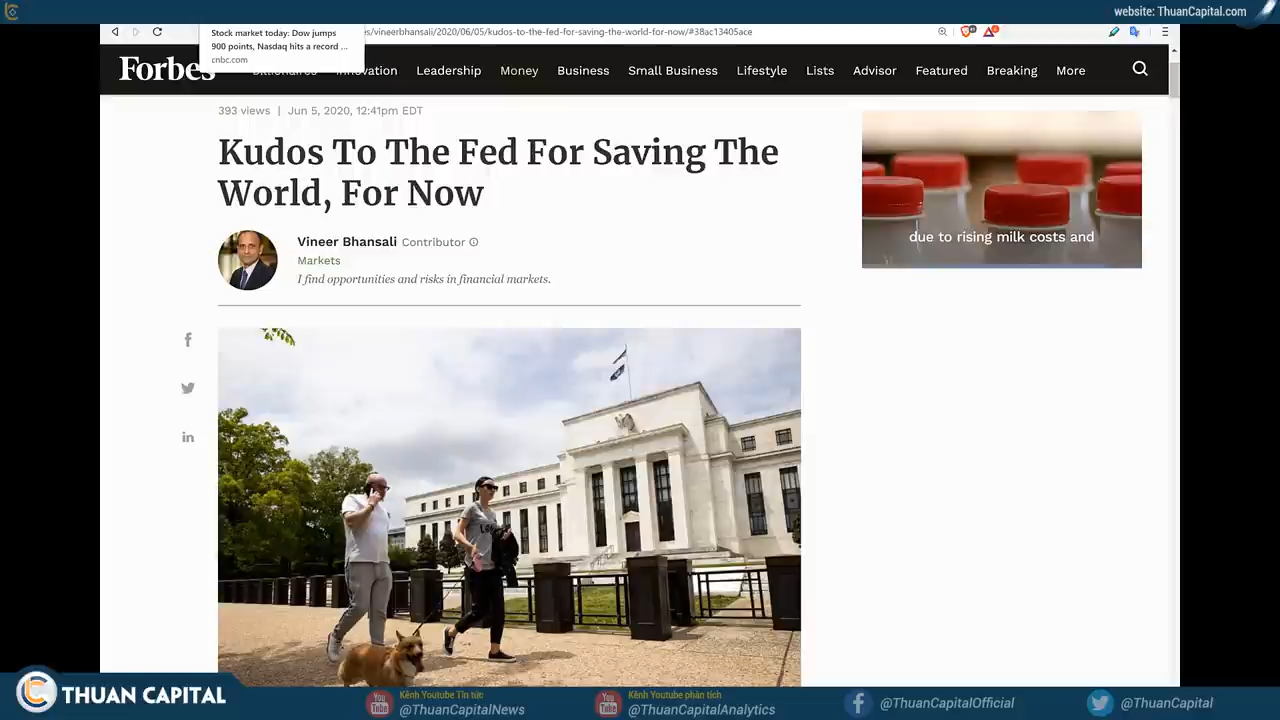 website: ThuanCapital.com
Stock market today: Dow jumps
900 points, Nasdaq hits a record ...
cnbc.com
/vineerbhansali/2020/06/05/kudos-to-the-fed-for-saving-the-world-for-now/#38ac13405ace
Forbes
Billionaires Innovation Leadership Money Business Small Business Lifestyle Lists Advisor Featured Breaking More
393 views | Jun 5, 2020, 12:41pm EDT
Kudos To The Fed For Saving The
World, For Now
Vineer Bhansali Contributor
Markets
I find opportunities and risks in financial markets.
due to rising milk costs and
THUAN CAPITAL
Kênh Youtube Tin tức
@ThuanCapitalNews
Kênh Youtube phân tích
@ThuanCapitalAnalytics
@ThuanCapitalOfficial
@ThuanCapital